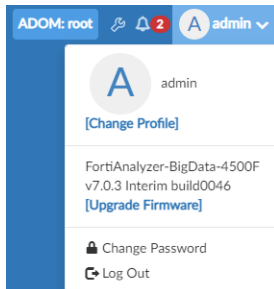 ADOM: root 2 A admin
A admin
[Change Profile]
FortiAnalyzer-BigData-4500F
v7.0.3 Interim build0046
[Upgrade Firmware]
Change Password
Log Out